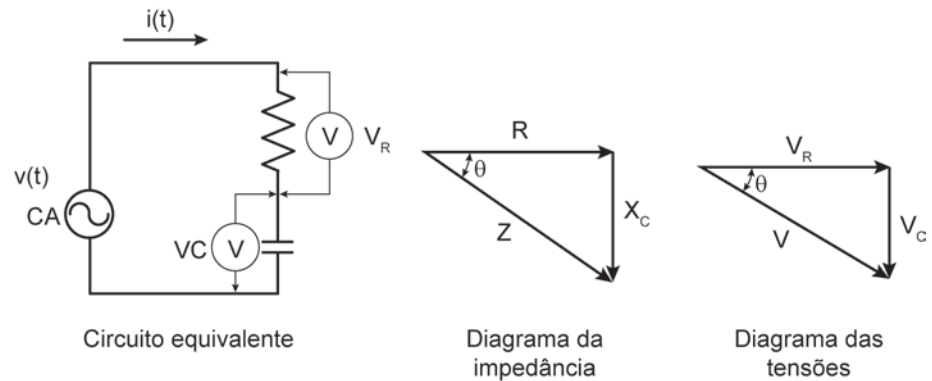 i(t)
v(t)
CA
V
V_R
VC
V
R
θ
Z
X_C
V_R
θ
V
V_C
Circuito equivalente
Diagrama da
impedância
Diagrama das
tensões